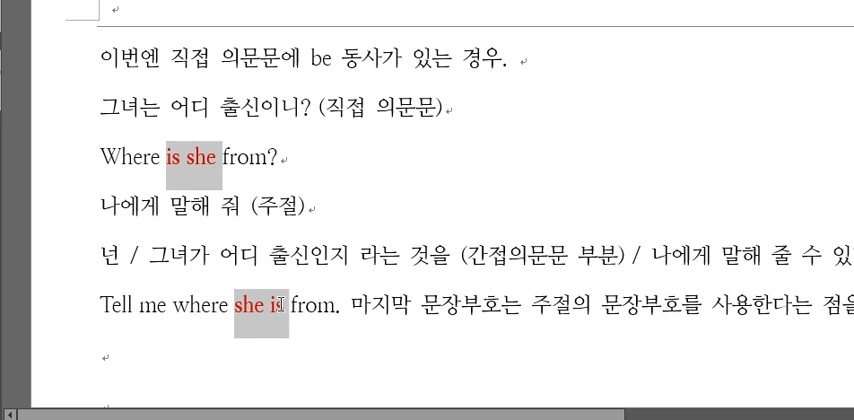 이번엔 직접 의문문에 be 동사가 있는 경우.
그녀는 어디 출신이니? (직접 의문문)
Where is she from?
나에게 말해 줘 (주절)
넌 / 그녀가 어디 출신인지 라는 것을 (간접의문문 부분) / 나에게 말해 줄 수 있
Tell me where she is from. 마지막 문장부호는 주절의 문장부호를 사용한다는 점을